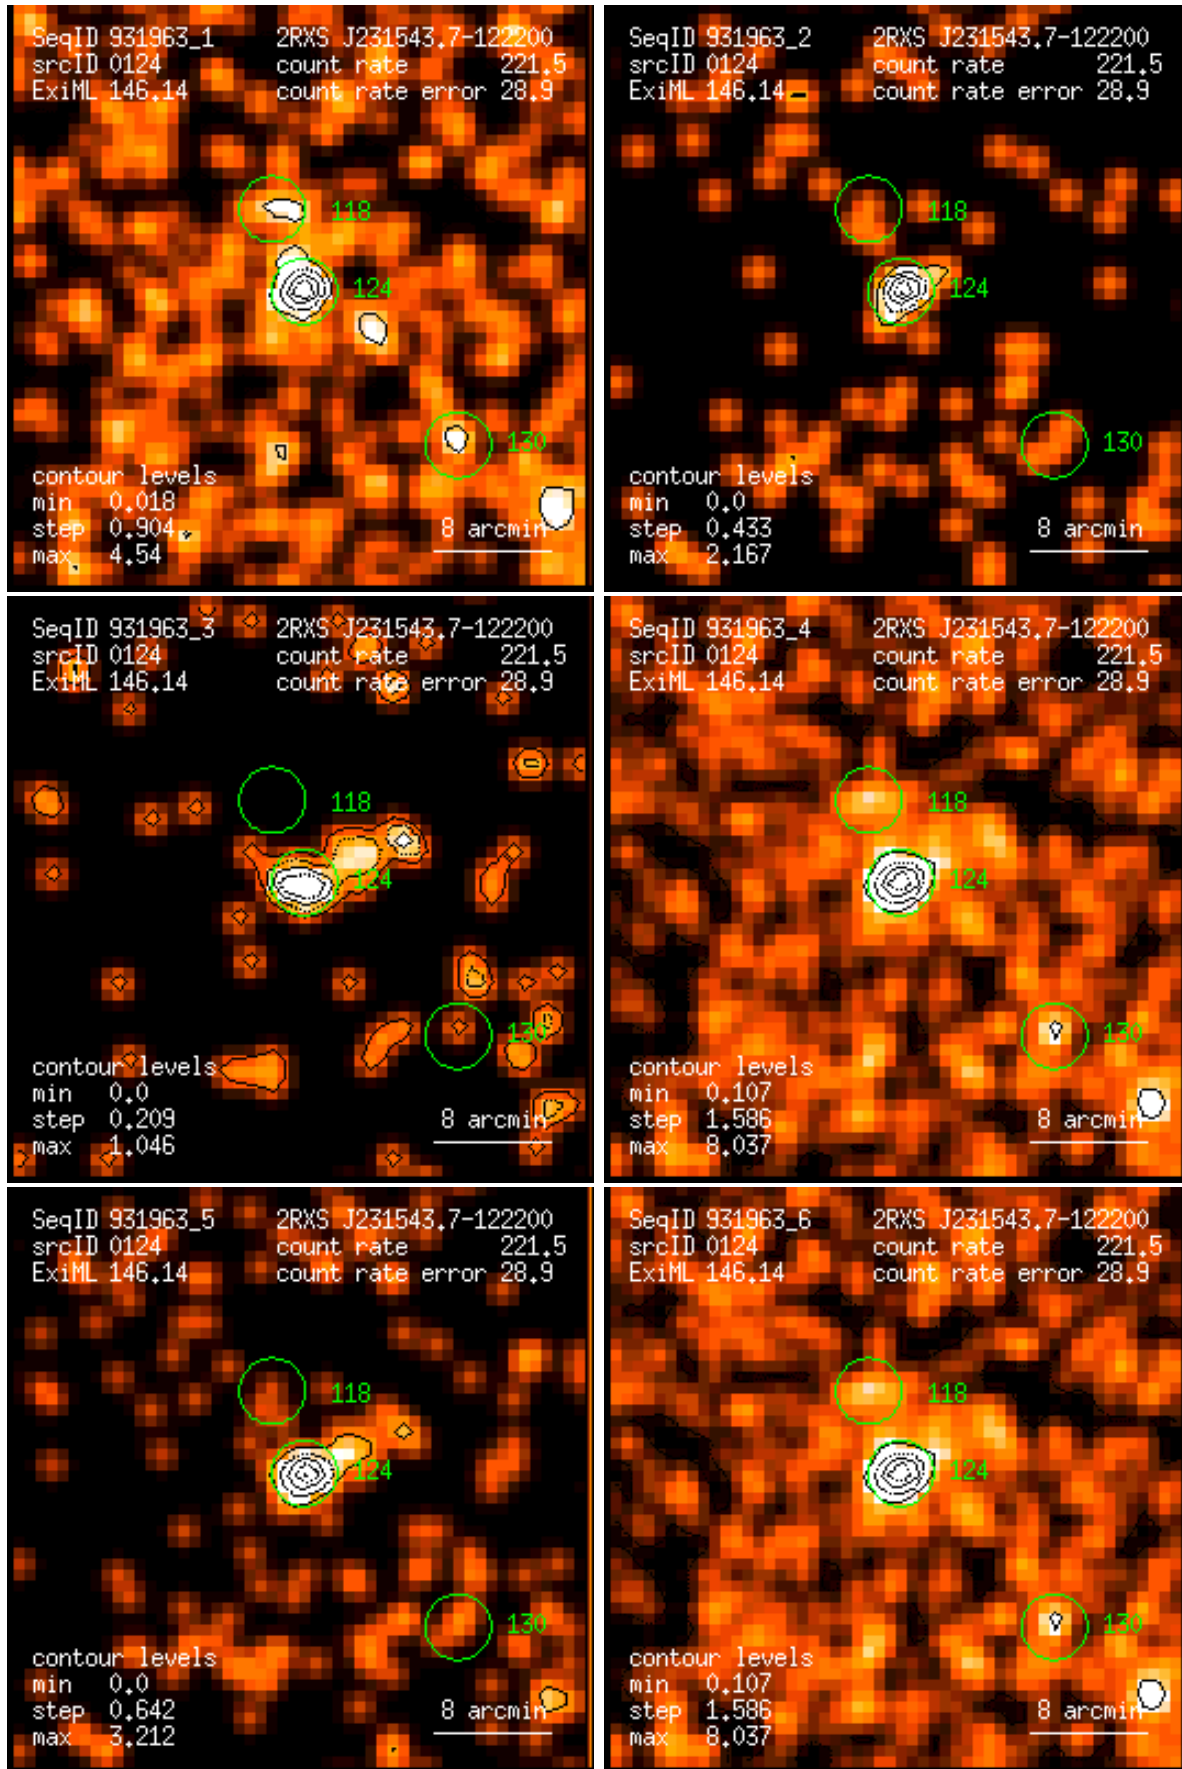 SeqID 931963_1 2RXS J231543.7-122200
srcID 0124 count rate 221.5
ExiML 146.14 count rate error 28.9
118
124
130
contour levels
min 0.018
step 0.904 8 arcmin
max 4.54
SeqID 931963_2 2RXS J231543.7-122200
srcID 0124 count rate 221.5
ExiML 146.14 count rate error 28.9
118
124
130
contour levels
min 0.0
step 0.433 8 arcmin
max 2.167
SeqID 931963_3 2RXS J231543.7-122200
srcID 0124 count rate 221.5
ExiML 146.14 count rate error 28.9
118
124
130
contour levels
min 0.0
step 0.209 8 arcmin
max 1.046
SeqID 931963_4 2RXS J231543.7-122200
srcID 0124 count rate 221.5
ExiML 146.14 count rate error 28.9
118
124
130
contour levels
min 0.107
step 1.586 8 arcmin
max 8.037
SeqID 931963_5 2RXS J231543.7-122200
srcID 0124 count rate 221.5
ExiML 146.14 count rate error 28.9
118
124
130
contour levels
min 0.0
step 0.642 8 arcmin
max 3.212
SeqID 931963_6 2RXS J231543.7-122200
srcID 0124 count rate 221.5
ExiML 146.14 count rate error 28.9
118
124
130
contour levels
min 0.107
step 1.586 8 arcmin
max 8.037